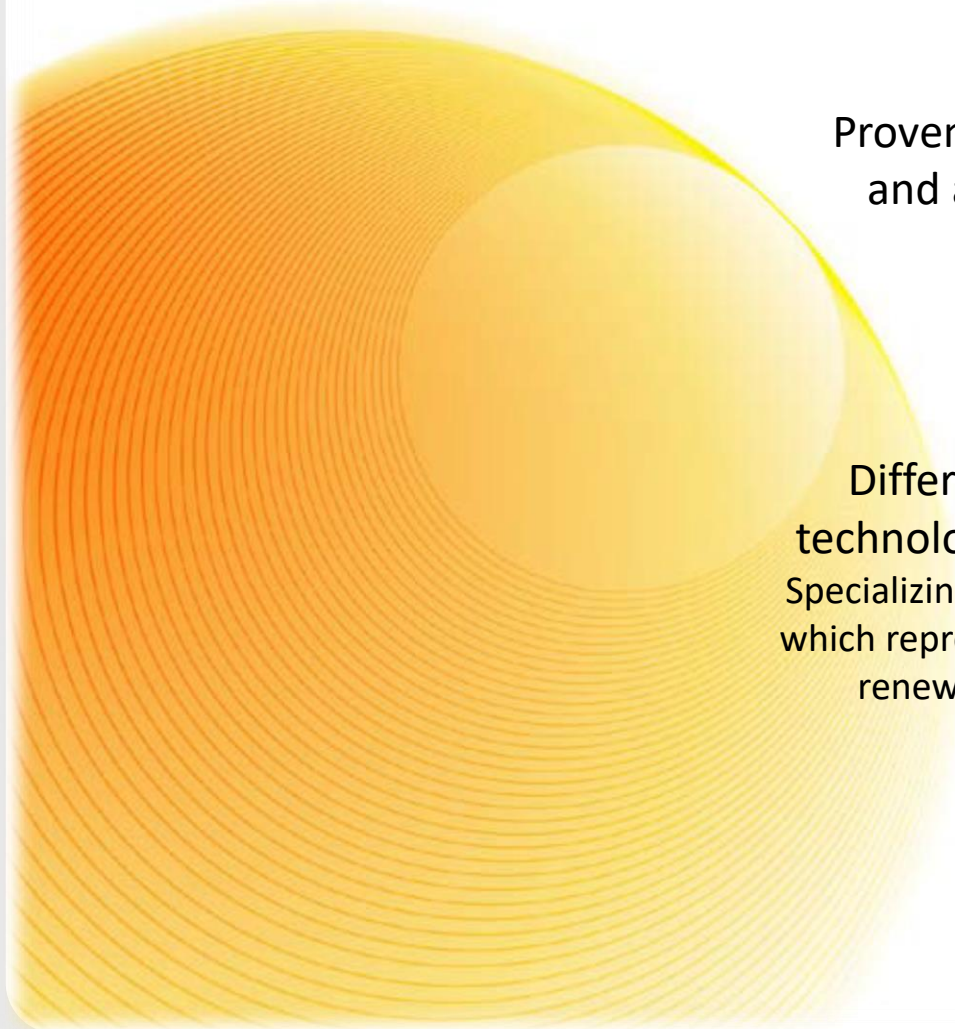 Proven
and a
Differ
technolo
Specializin
which repre
renew